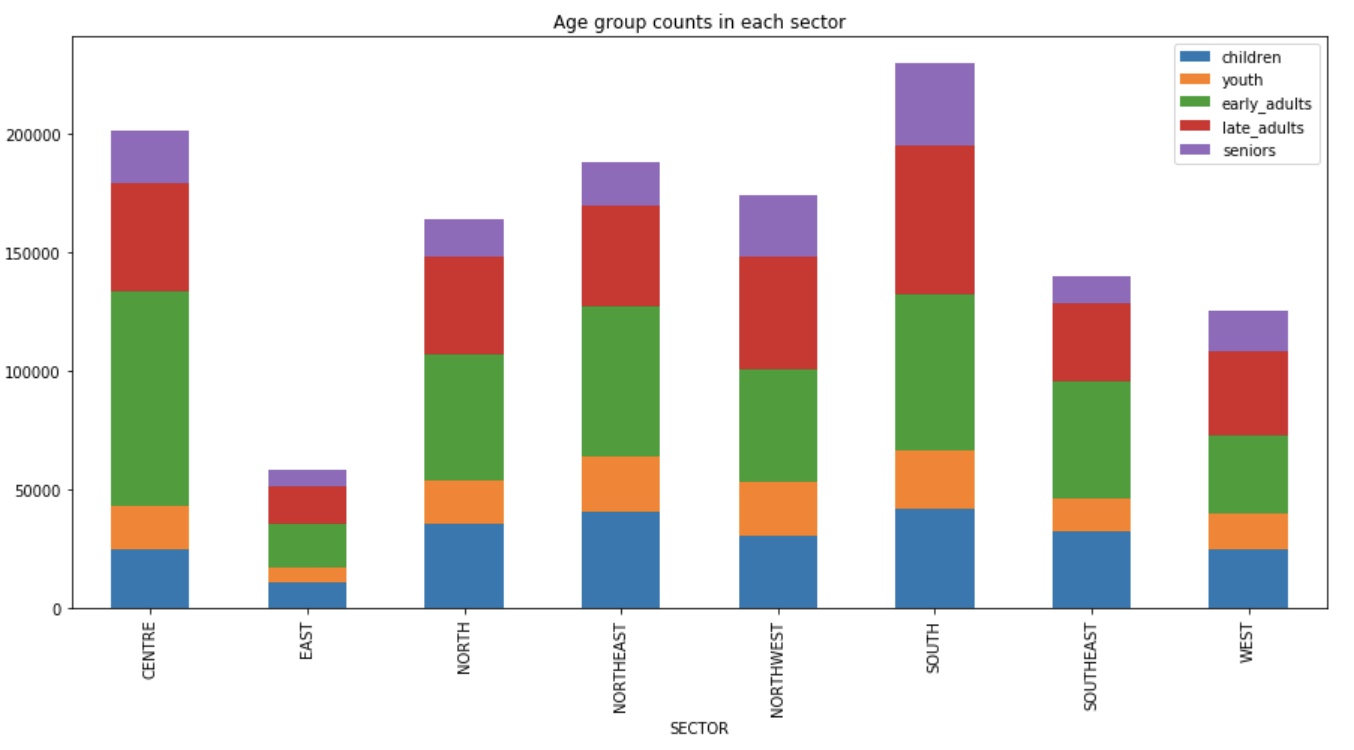 Age group counts in each sector
children
youth
early_adults
late_adults
seniors
200000
150000
100000
50000
0
CENTRE
EAST
NORTH
NORTHEAST
NORTHWEST
SOUTH
SOUTHEAST
WEST
SECTOR